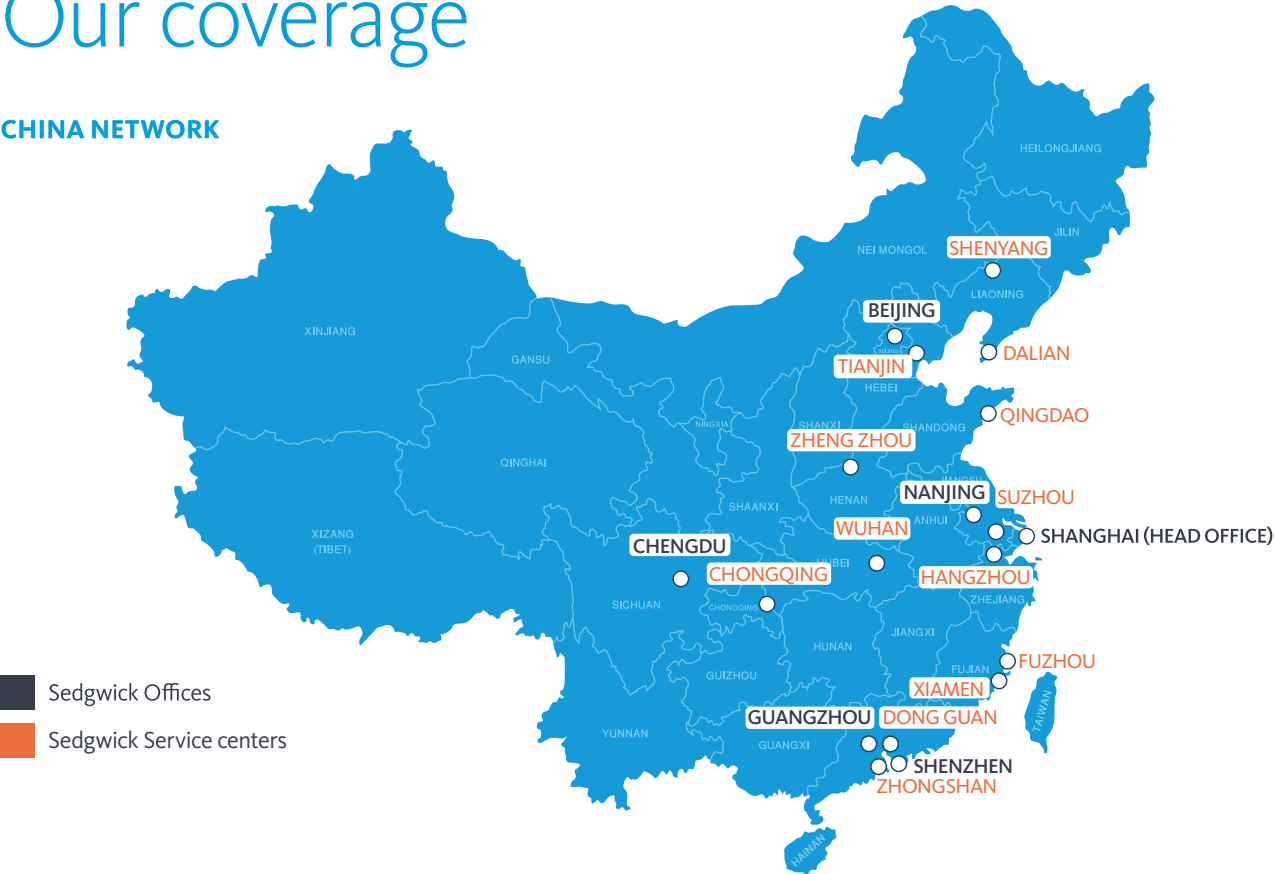 Our coverage
CHINA NETWORK
HEILONGJIANG
JILIN
NEI MONGOL
SHENYANG
LIAONING
BEIJING
BEIJING
TIANJIN
DALIAN
HEBEI
XINJIANG
GANSU
QINGDAO
NINGXIA
SHANXI
SHANDONG
ZHENG ZHOU
QINGHAI
JIANGSU
NANJING
SUZHOU
HENAN
SHAANXI
ANHUI
WUHAN
SHANGHAI (HEAD OFFICE)
XIZANG
(TIBET)
CHENGDU
HUBEI
CHONGQING
HANGZHOU
SICHUAN
CHONGQING
ZHEJIANG
JIANGXI
HUNAN
FUZHOU
FUJIAN
GUIZHOU
XIAMEN
TAIWAN
Sedgwick Offices
GUANGZHOU
DONG GUAN
YUNNAN
Sedgwick Service centers
GUANGXI
SHENZHEN
ZHONGSHAN
HAINAN